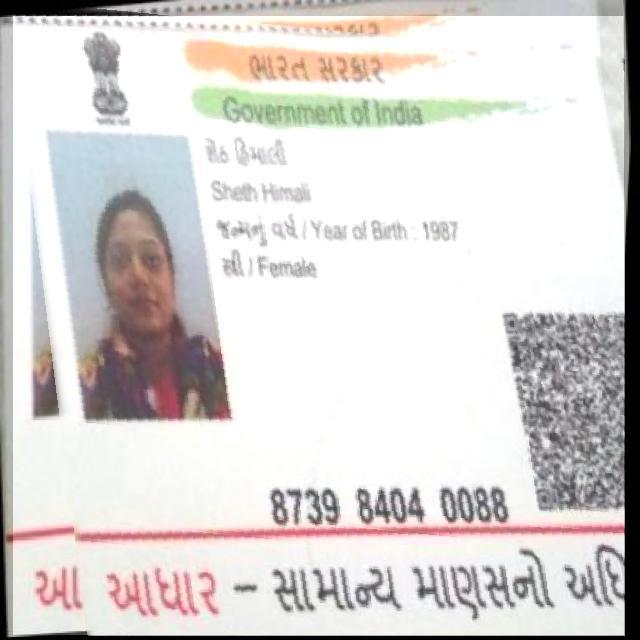 ભારત સરકાર
Government of India
શેઠ હિમાલી
Sheth Himali
જન્મનું વર્ષ / Year of Birth : 1987
સ્ત્રી / Female
8739 8404 0088
આ આધાર – સામાન્ય માણસનો અધિ